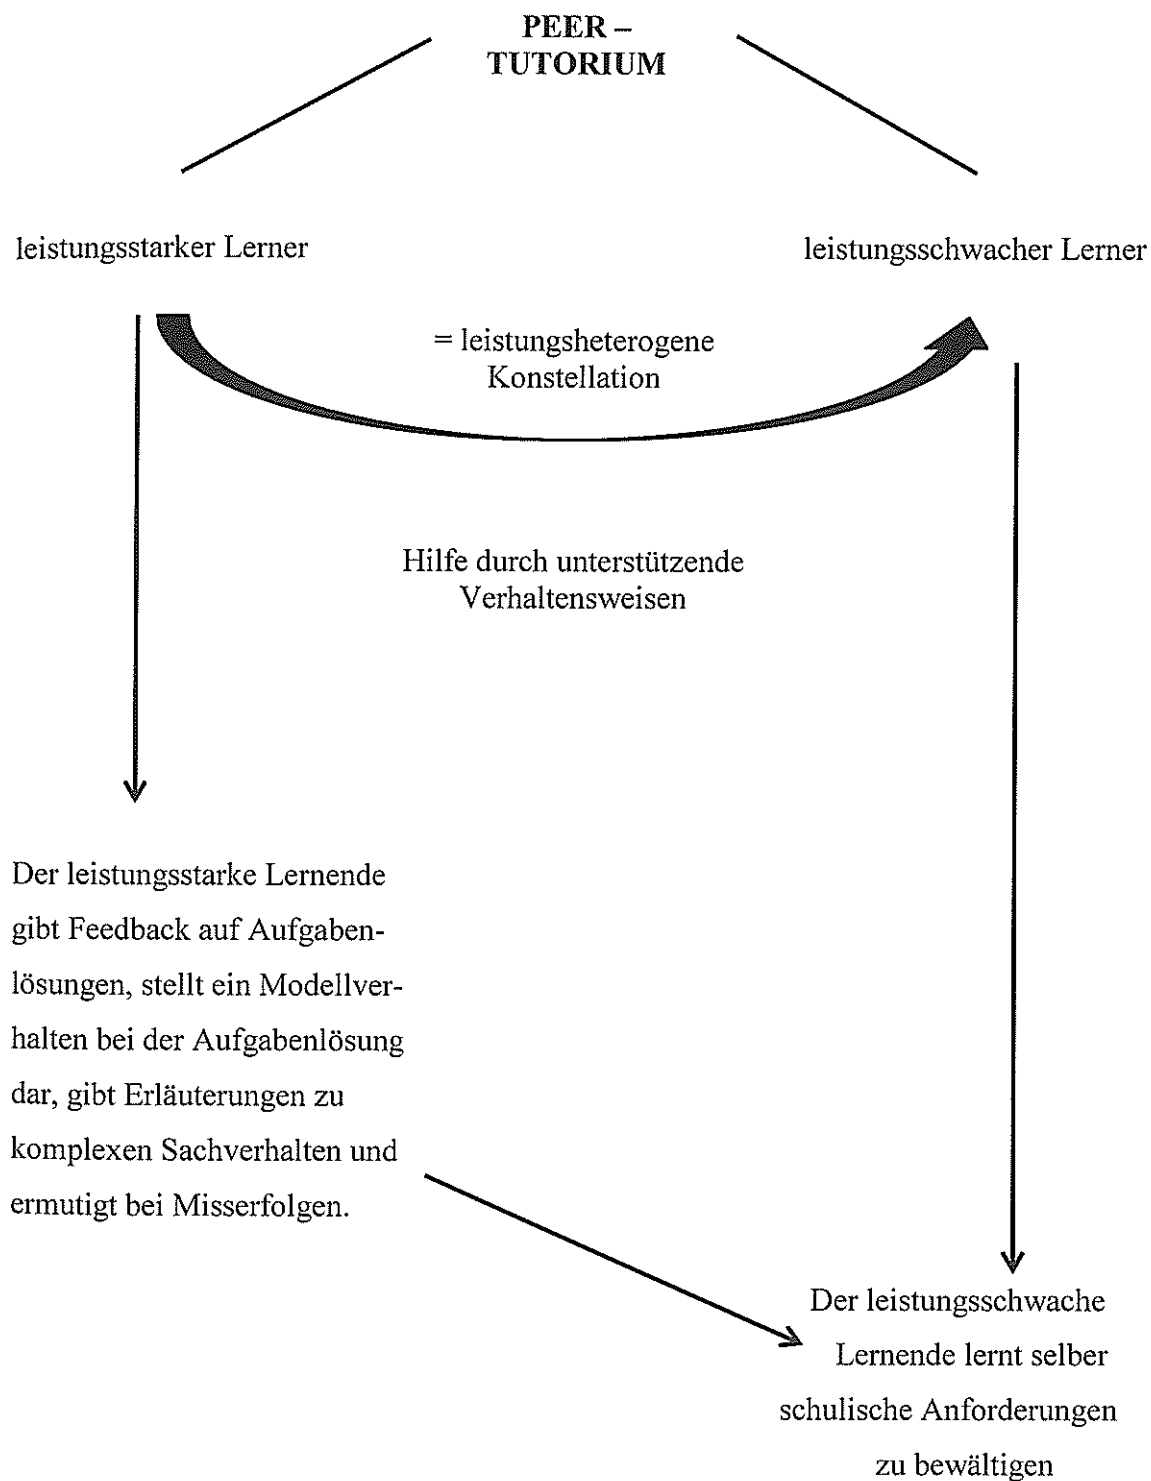 PEER –
TUTORIUM
leistungsstarker Lerner
leistungsschwacher Lerner
= leistungsheterogene
Konstellation
Hilfe durch unterstützende
Verhaltensweisen
Der leistungsstarke Lernende
gibt Feedback auf Aufgaben-
lösungen, stellt ein Modellver-
halten bei der Aufgabenlösung
dar, gibt Erläuterungen zu
komplexen Sachverhalten und
ermutigt bei Misserfolgen.
Der leistungsschwache
Lernende lernt selber
schulische Anforderungen
zu bewältigen